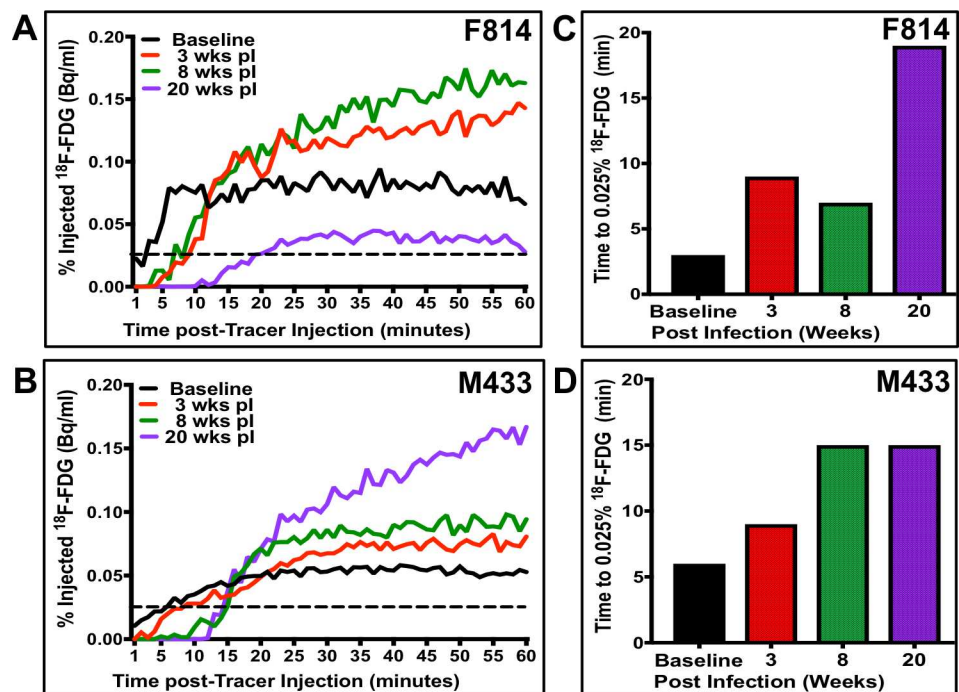 A
F814
Baseline
3 wks pI
8 wks pI
20 wks pI
% Injected ¹⁸F-FDG (Bq/ml)
0.20
0.15
0.10
0.05
0.00
1 5 10 15 20 25 30 35 40 45 50 55 60
Time post-Tracer Injection (minutes)
C
F814
Time to 0.025% ¹⁸F-FDG (min)
20
15
10
5
0
Baseline 3 8 20
Post Infection (Weeks)
B
M433
Baseline
3 wks pI
8 wks pI
20 wks pI
% Injected ¹⁸F-FDG (Bq/ml)
0.20
0.15
0.10
0.05
0.00
1 5 10 15 20 25 30 35 40 45 50 55 60
Time post-Tracer Injection (minutes)
D
M433
Time to 0.025% ¹⁸F-FDG (min)
20
15
10
5
0
Baseline 3 8 20
Post Infection (Weeks)